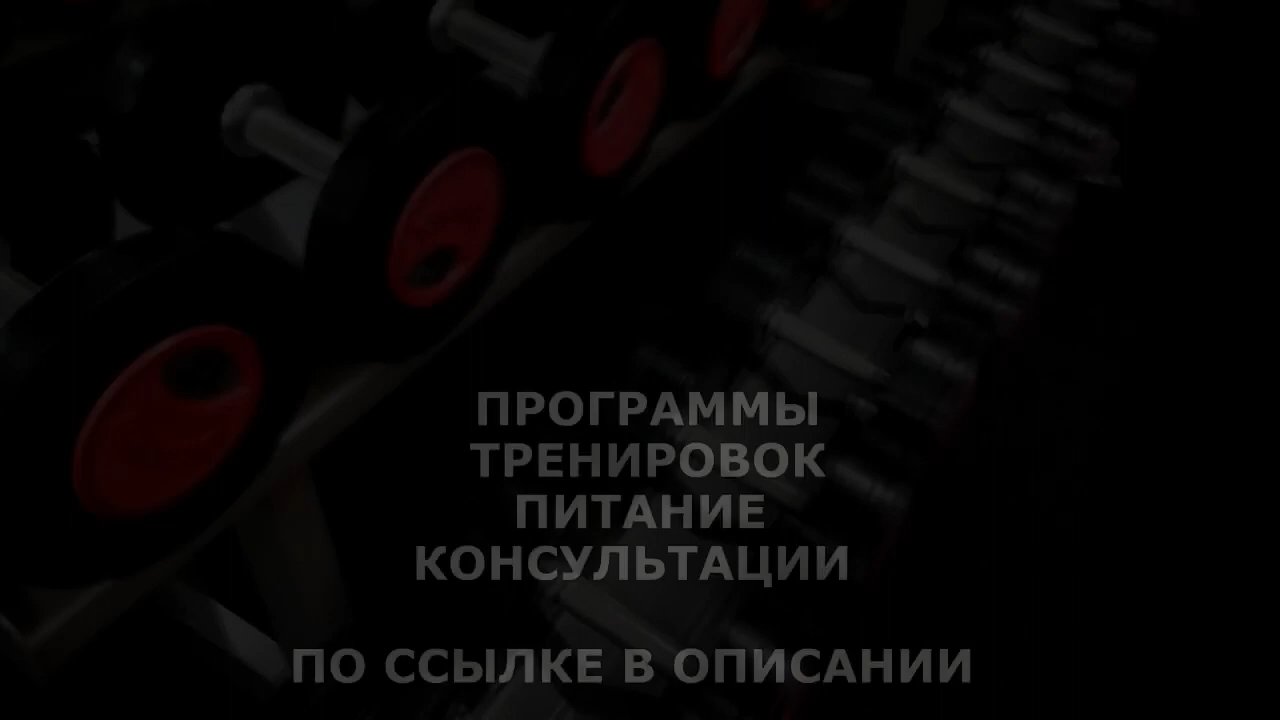 ПРОГРАММЫ
ТРЕНИРОВОК
ПИТАНИЕ
КОНСУЛЬТАЦИИ
ПО ССЫЛКЕ В ОПИСАНИИ